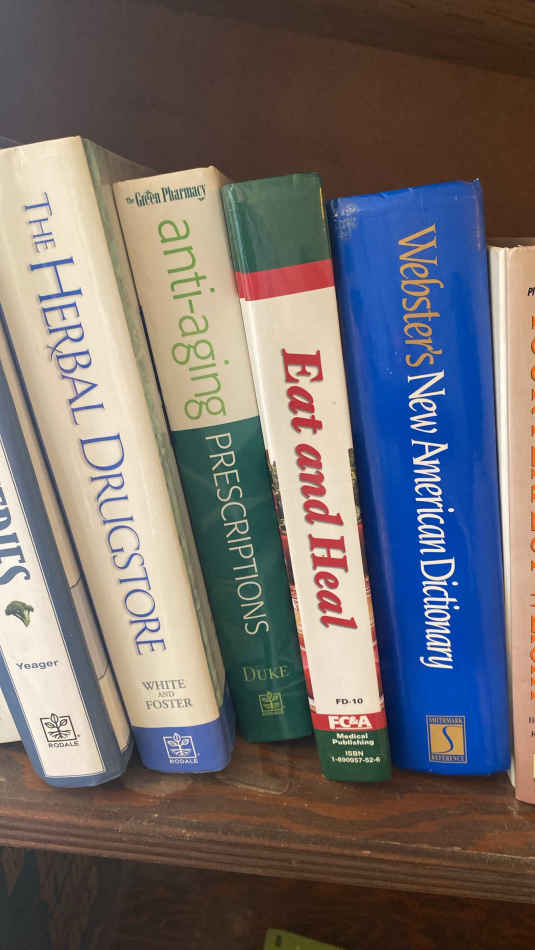 Yeager
RODALE
THE HERBAL DRUGSTORE
WHITE
AND
FOSTER
RODALE
the Green Pharmacy
anti-aging
PRESCRIPTIONS
DUKE
Eat and Heal
FD-10
FC&A
Medical
Publishing
ISBN
1-890957-52-6
Webster's New American Dictionary
SMITHMARK
REFERENCE